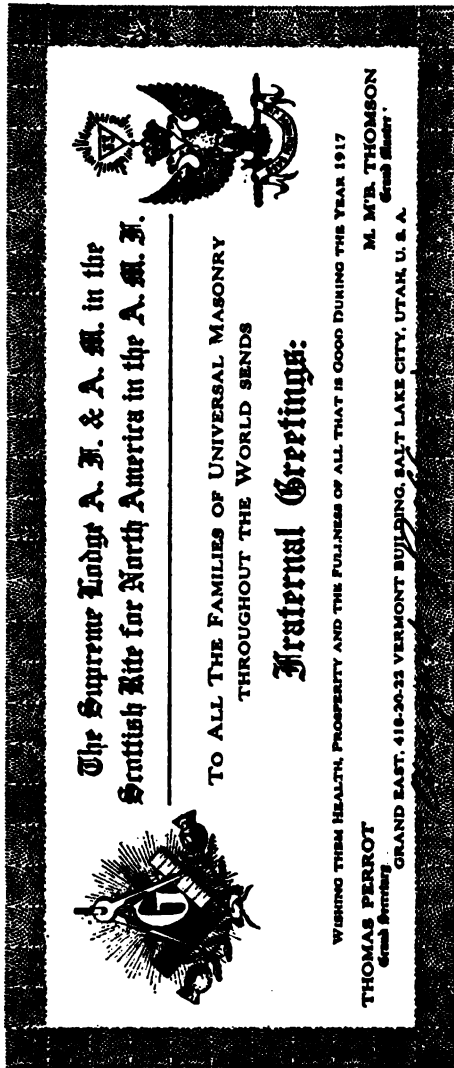 The Supreme Lodge A. F. & A. M. in the
Scottish Rite for North America in the A. M. F.
TO ALL THE FAMILIES OF UNIVERSAL MASONRY
THROUGHOUT THE WORLD SENDS
Fraternal Greetings:
WISHING THEM HEALTH, PROSPERITY AND THE FULLNESS OF ALL THAT IS GOOD DURING THE YEAR 1917
THOMAS PERROT
Grand Secretary
M. M'B. THOMSON
Grand Master
GRAND EAST, 418-20-22 VERMONT BUILDING, SALT LAKE CITY, UTAH, U. S. A.
G
33